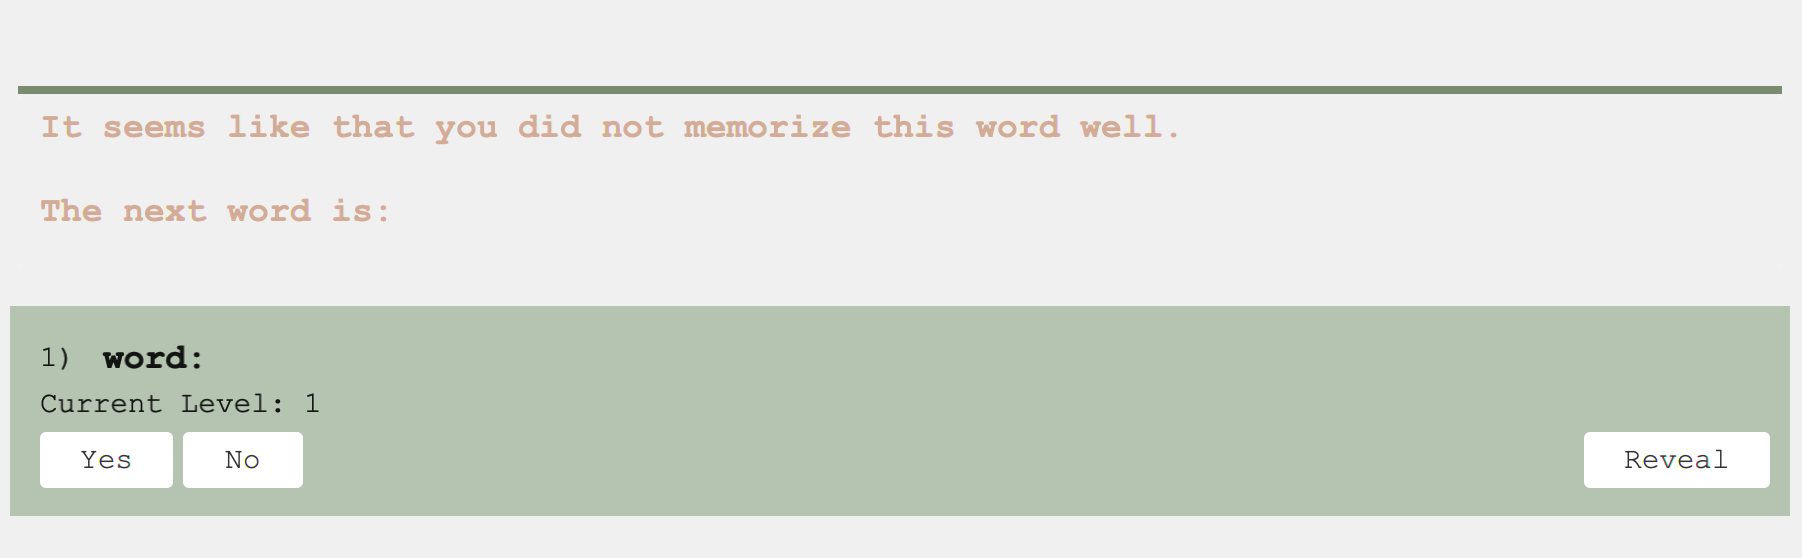 It seems like that you did not memorize this word well.
The next word is:
1) word:
Current Level: 1
Yes No Reveal